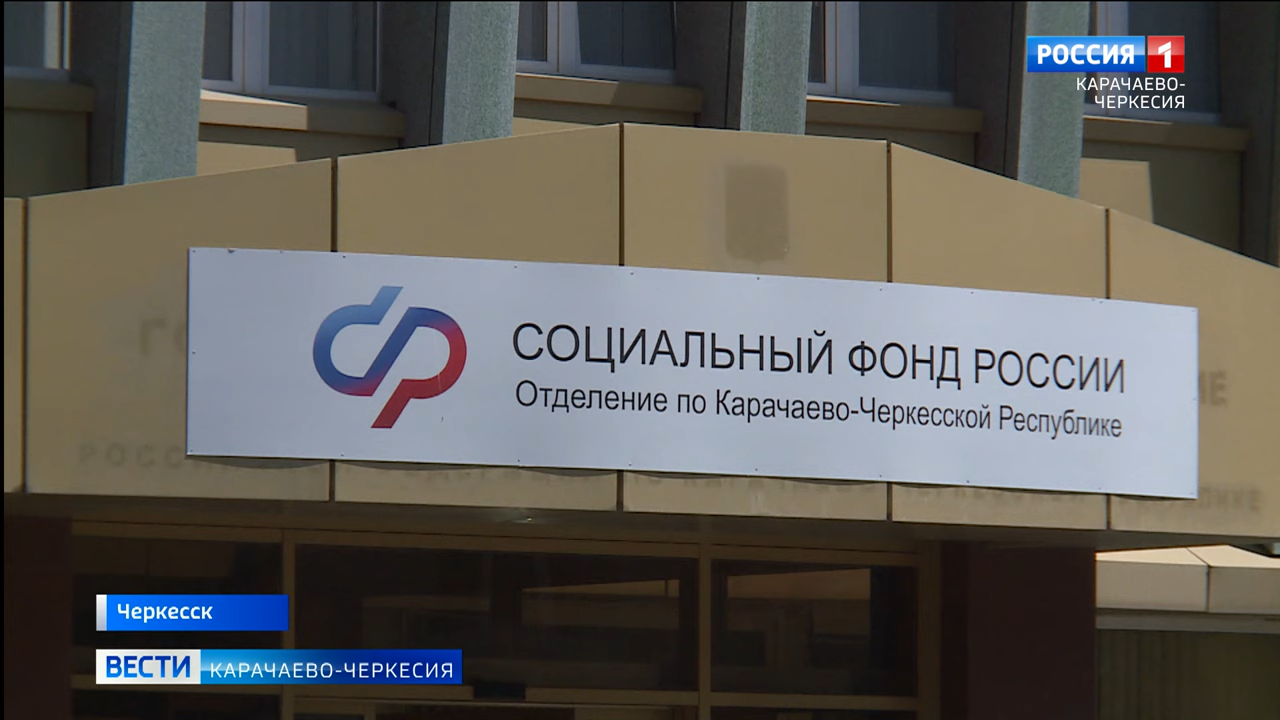 РОССИЯ 1
КАРАЧАЕВО-
ЧЕРКЕСИЯ
СОЦИАЛЬНЫЙ ФОНД РОССИИ
Отделение по Карачаево-Черкесской Республике
Черкесск
ВЕСТИ КАРАЧАЕВО-ЧЕРКЕСИЯ